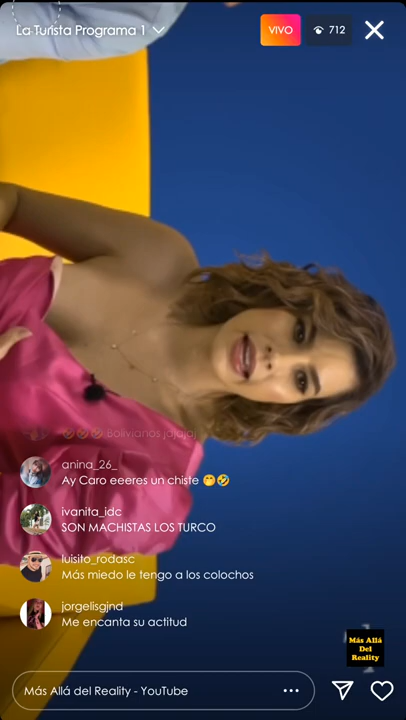 La Turista Programa 1
VIVO
712
Bolivianos jajajaj
anina_26_
Ay Caro eeeres un chiste 🤭🤣
ivanita_idc
SON MACHISTAS LOS TURCO
luisito_rodasc
Más miedo le tengo a los colochos
jorgelisgjnd
Me encanta su actitud
Más Allá
Del
Reality
Más Allá del Reality - YouTube